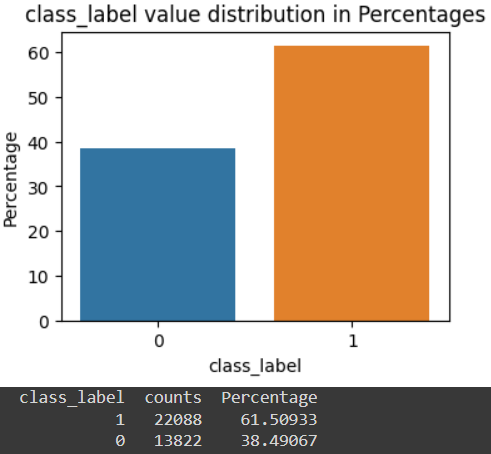 class_label value distribution in Percentages
60
50
40
30
20
10
0
Percentage
0 1
class_label
class_label counts Percentage
1 22088 61.50933
0 13822 38.49067